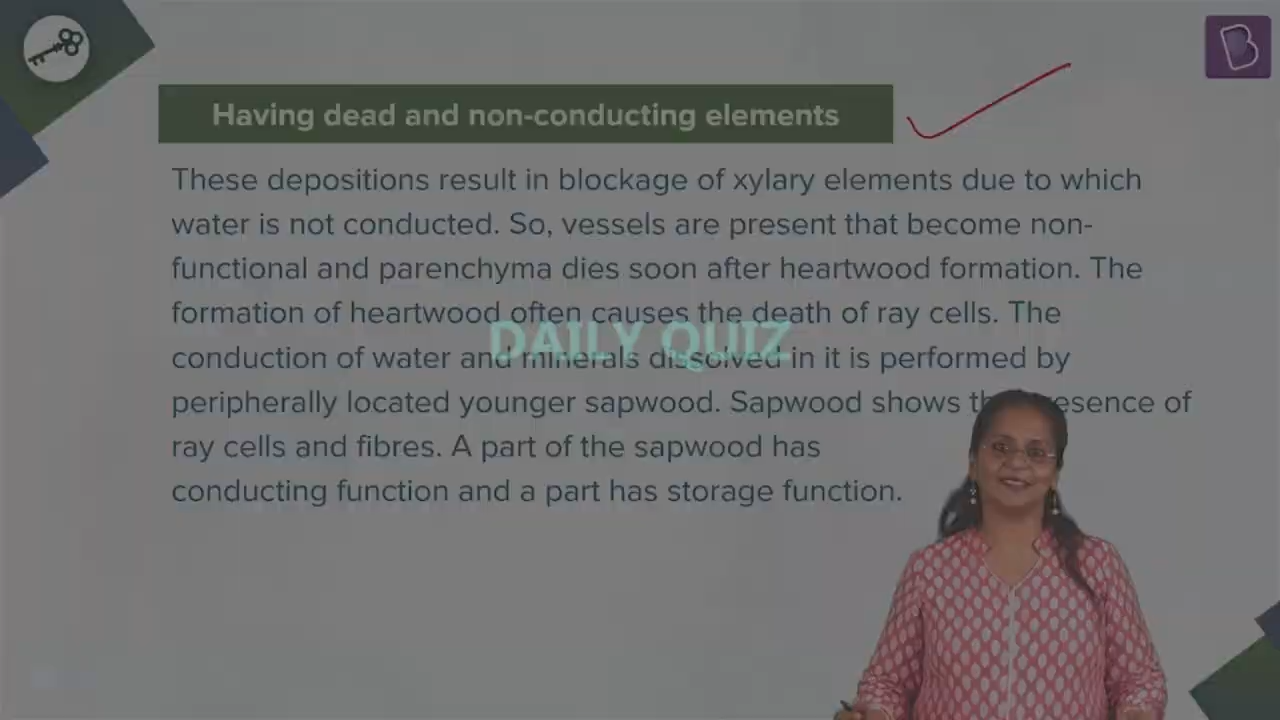 Having dead and non-conducting elements
These depositions result in blockage of xylary elements due to which
water is not conducted. So, vessels are present that become non-
functional and parenchyma dies soon after heartwood formation. The
formation of heartwood often causes the death of ray cells. The
DAILY QUIZ
conduction of water and minerals dissolved in it is performed by
peripherally located younger sapwood. Sapwood shows of
ray cells and fibres. A part of the sapwood has
conducting function and a part has storage function.
B